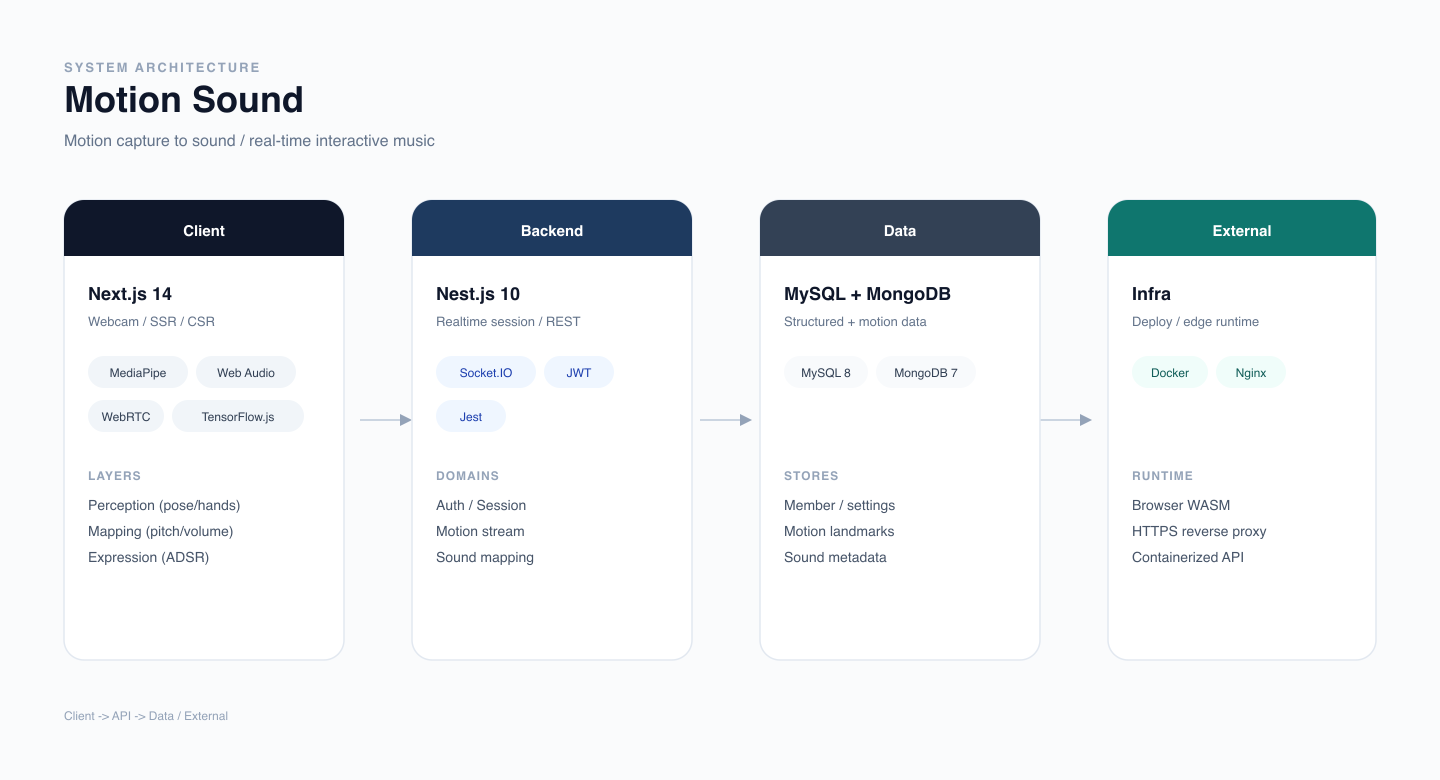 SYSTEM ARCHITECTURE
Motion Sound
Motion capture to sound / real-time interactive music
Client
Next.js 14
Webcam / SSR / CSR
MediaPipe
Web Audio
WebRTC
TensorFlow.js
LAYERS
Perception (pose/hands)
Mapping (pitch/volume)
Expression (ADSR)
Backend
Nest.js 10
Realtime session / REST
Socket.IO
JWT
Jest
DOMAINS
Auth / Session
Motion stream
Sound mapping
Data
MySQL + MongoDB
Structured + motion data
MySQL 8
MongoDB 7
STORES
Member / settings
Motion landmarks
Sound metadata
External
Infra
Deploy / edge runtime
Docker
Nginx
RUNTIME
Browser WASM
HTTPS reverse proxy
Containerized API
Client -> API -> Data / External